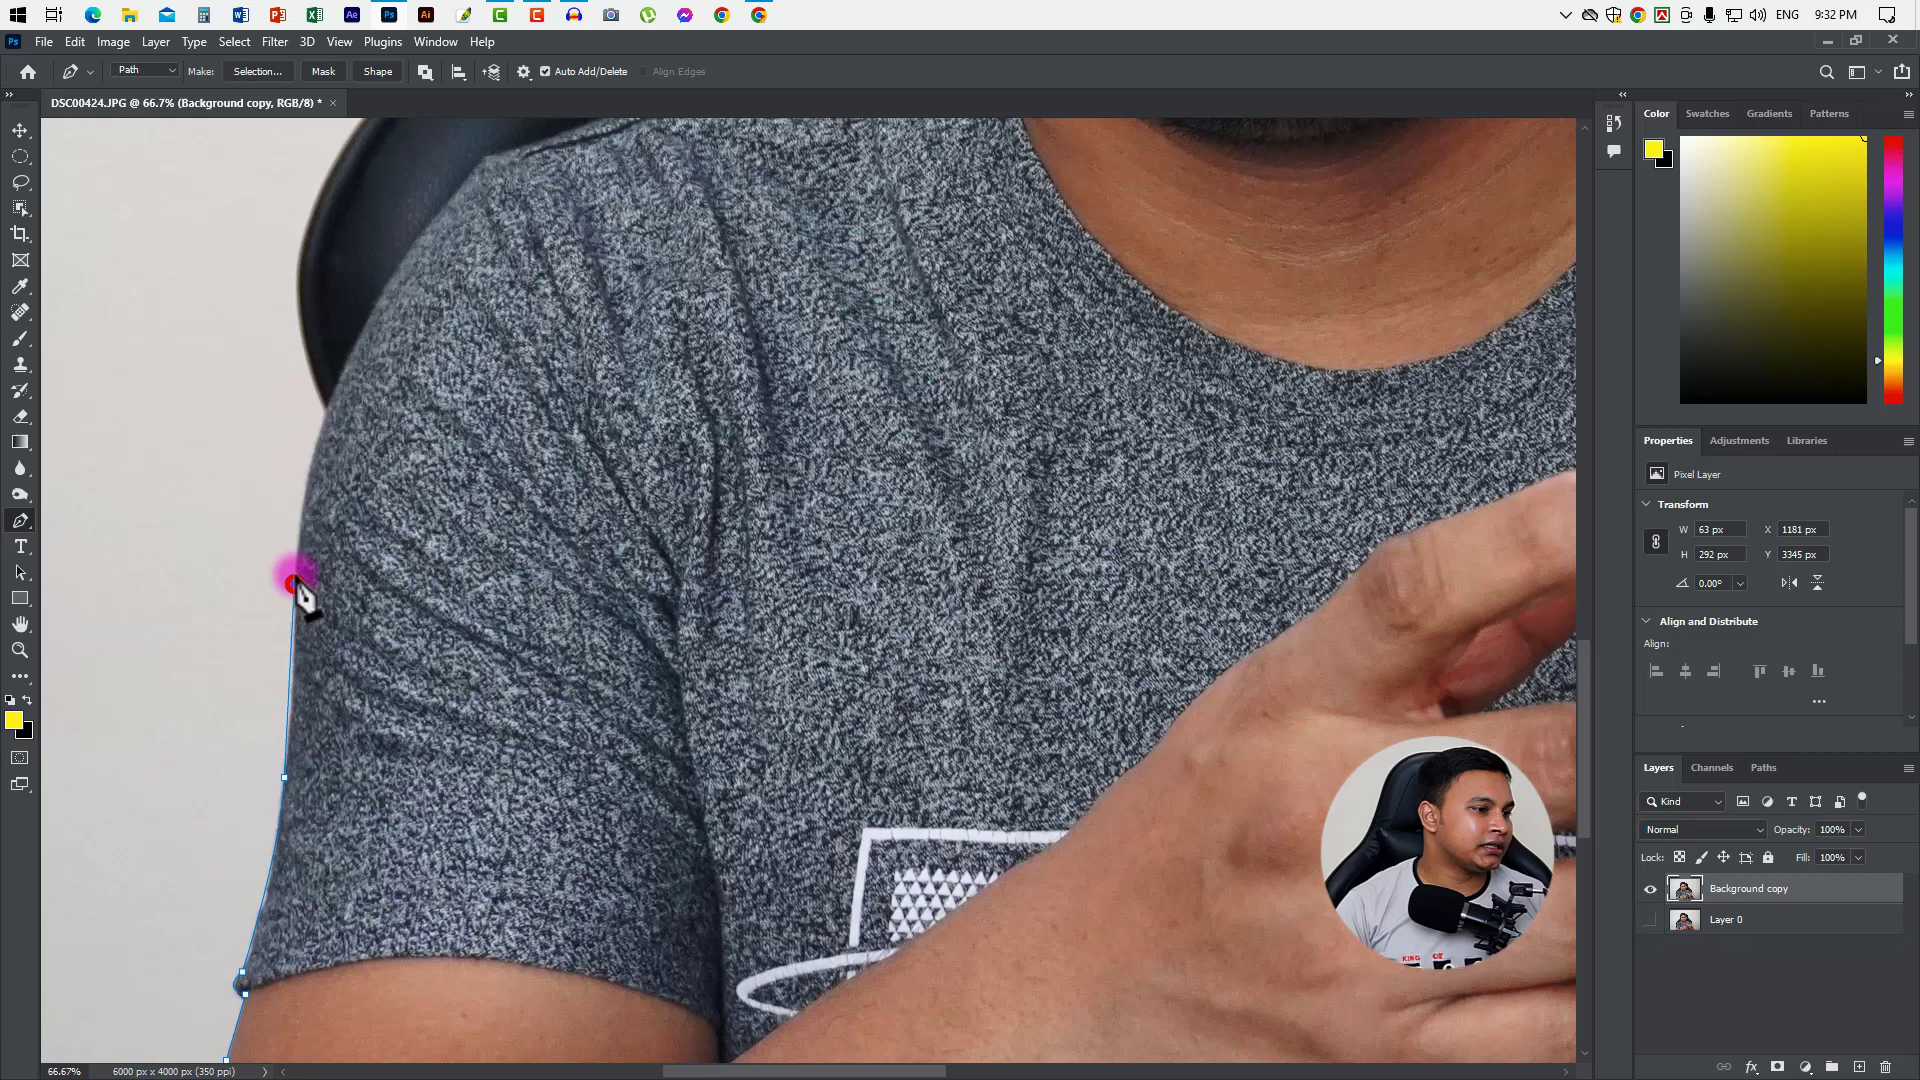 ENG
9:32 PM
Ps File Edit Image Layer Type Select Filter 3D View Plugins Window Help
Path Make: Selection... Mask Shape Auto Add/Delete Align Edges
DSC00424.JPG @ 66.7% (Background copy, RGB/8) * ×
Color Swatches Gradients Patterns
Properties Adjustments Libraries
Pixel Layer
Transform
W 63 px X 1181 px
H 292 px Y 3345 px
0.00°
Align and Distribute
Align:
Layers Channels Paths
Kind
Normal Opacity: 100%
Lock: Fill: 100%
Background copy
Layer 0
66.67% 6000 px x 4000 px (350 ppi)